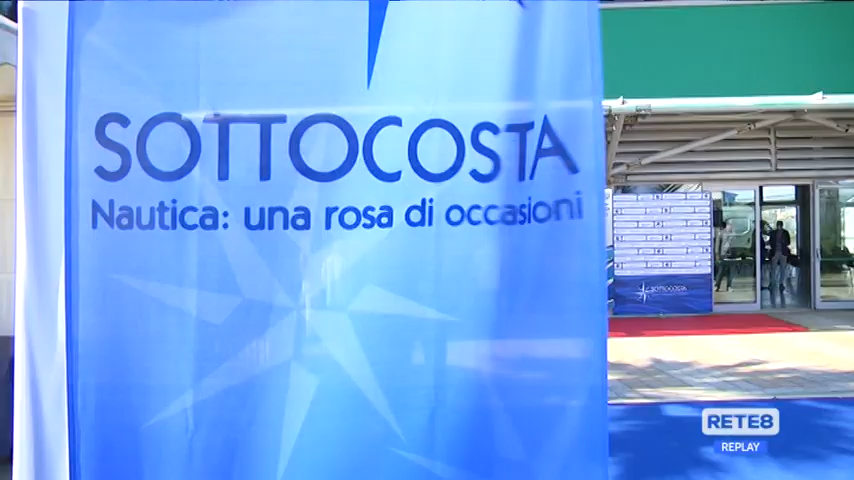 SOTTOCOSTA
Nautica: una rosa di occasioni
SOTTOCOSTA
RETE8
REPLAY